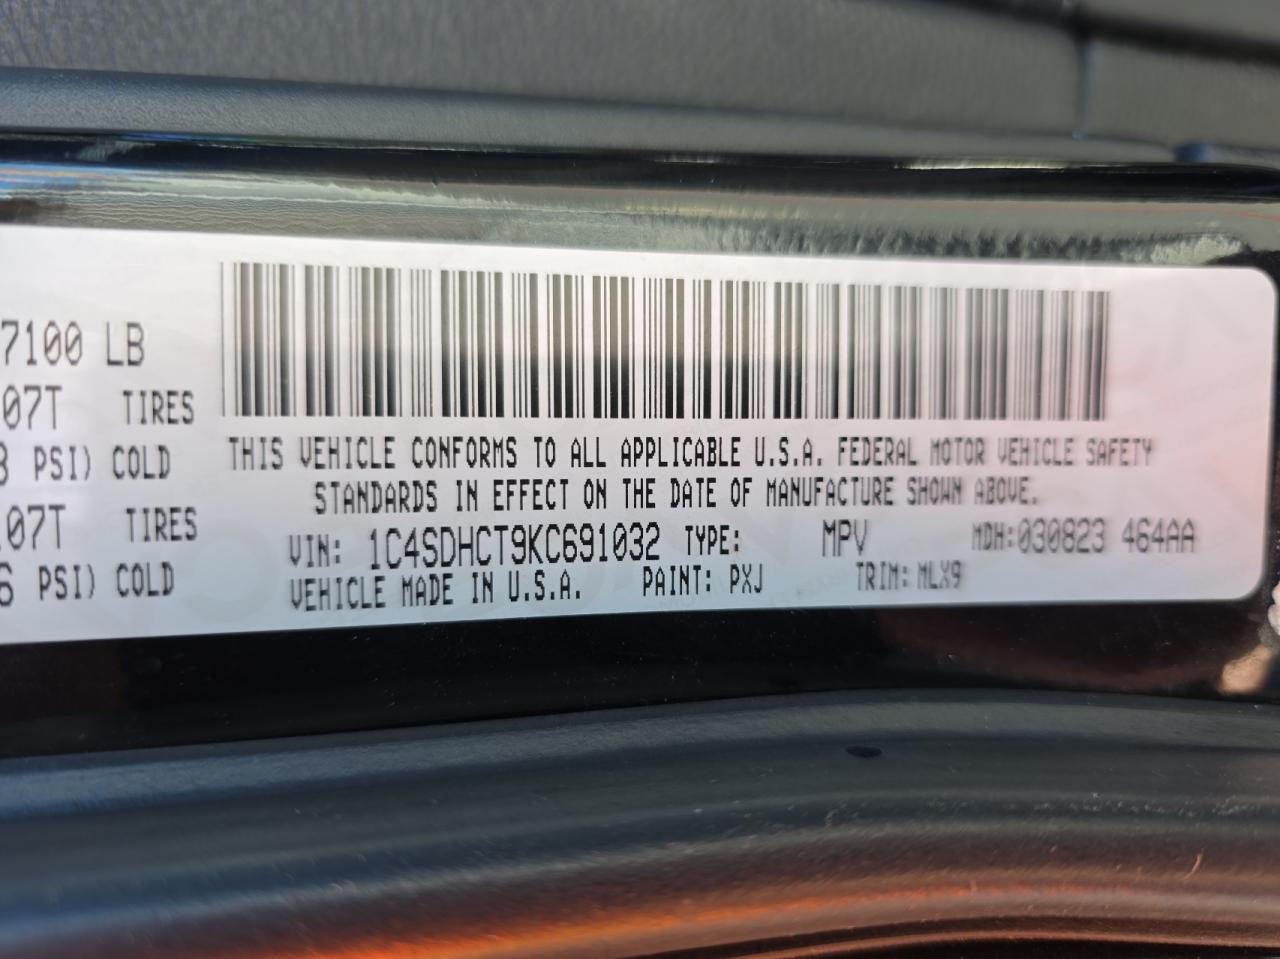 7100 LB
07T TIRES
PSI) COLD
07T TIRES
PSI) COLD
THIS VEHICLE CONFORMS TO ALL APPLICABLE U.S.A. FEDERAL MOTOR VEHICLE SAFETY
STANDARDS IN EFFECT ON THE DATE OF MANUFACTURE SHOWN ABOVE.
VIN: 1C4SDHCT9KC691032 TYPE: MPV MDH:030823 464AA
VEHICLE MADE IN U.S.A. PAINT: PXJ TRIM: MLX9